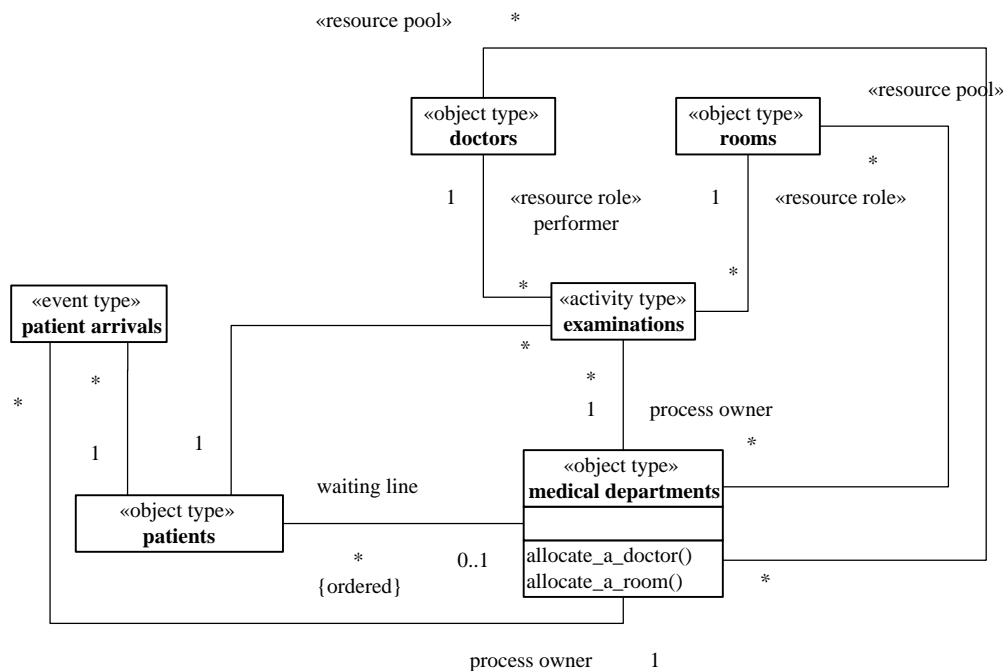 «resource pool» *
«resource pool»
«object type»
doctors
«object type»
rooms
*
1 «resource role»
performer
1 «resource role»
*
*
«event type»
patient arrivals
«activity type»
examinations
*
*
*
*
1 process owner
1
1
*
«object type»
medical departments
waiting line
«object type»
patients
*
{ordered}
0..1
allocate_a_doctor()
allocate_a_room()
*
process owner 1